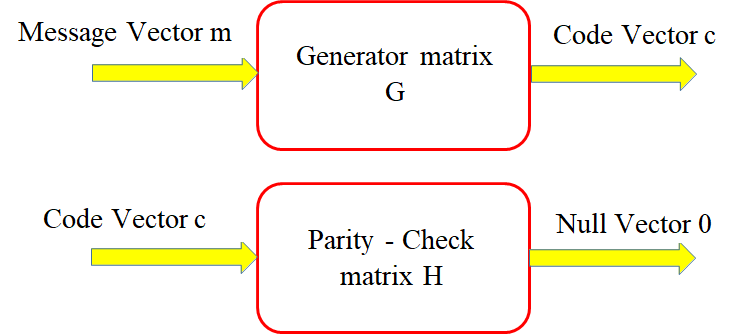 Message Vector m
Generator matrix
G
Code Vector c
Code Vector c
Parity - Check
matrix H
Null Vector 0